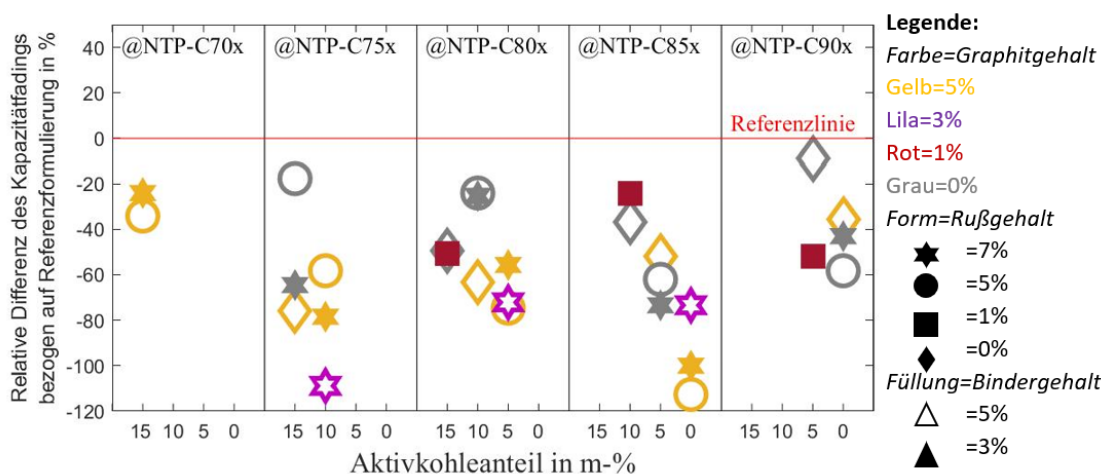 Relative Differenz des Kapazitätfadings
bezogen auf Referenzformulierung in %
40
20
0
-20
-40
-60
-80
-100
-120
@NTP-C70x
@NTP-C75x
@NTP-C80x
@NTP-C85x
@NTP-C90x
Referenzlinie
15 10 5 0
15 10 5 0
15 10 5 0
15 10 5 0
15 10 5 0
Aktivkohleanteil in m-%
Legende:
Farbe=Graphitgehalt
Gelb=5%
Lila=3%
Rot=1%
Grau=0%
Form=Rußgehalt
=7%
=5%
=1%
=0%
Füllung=Bindergehalt
=5%
=3%